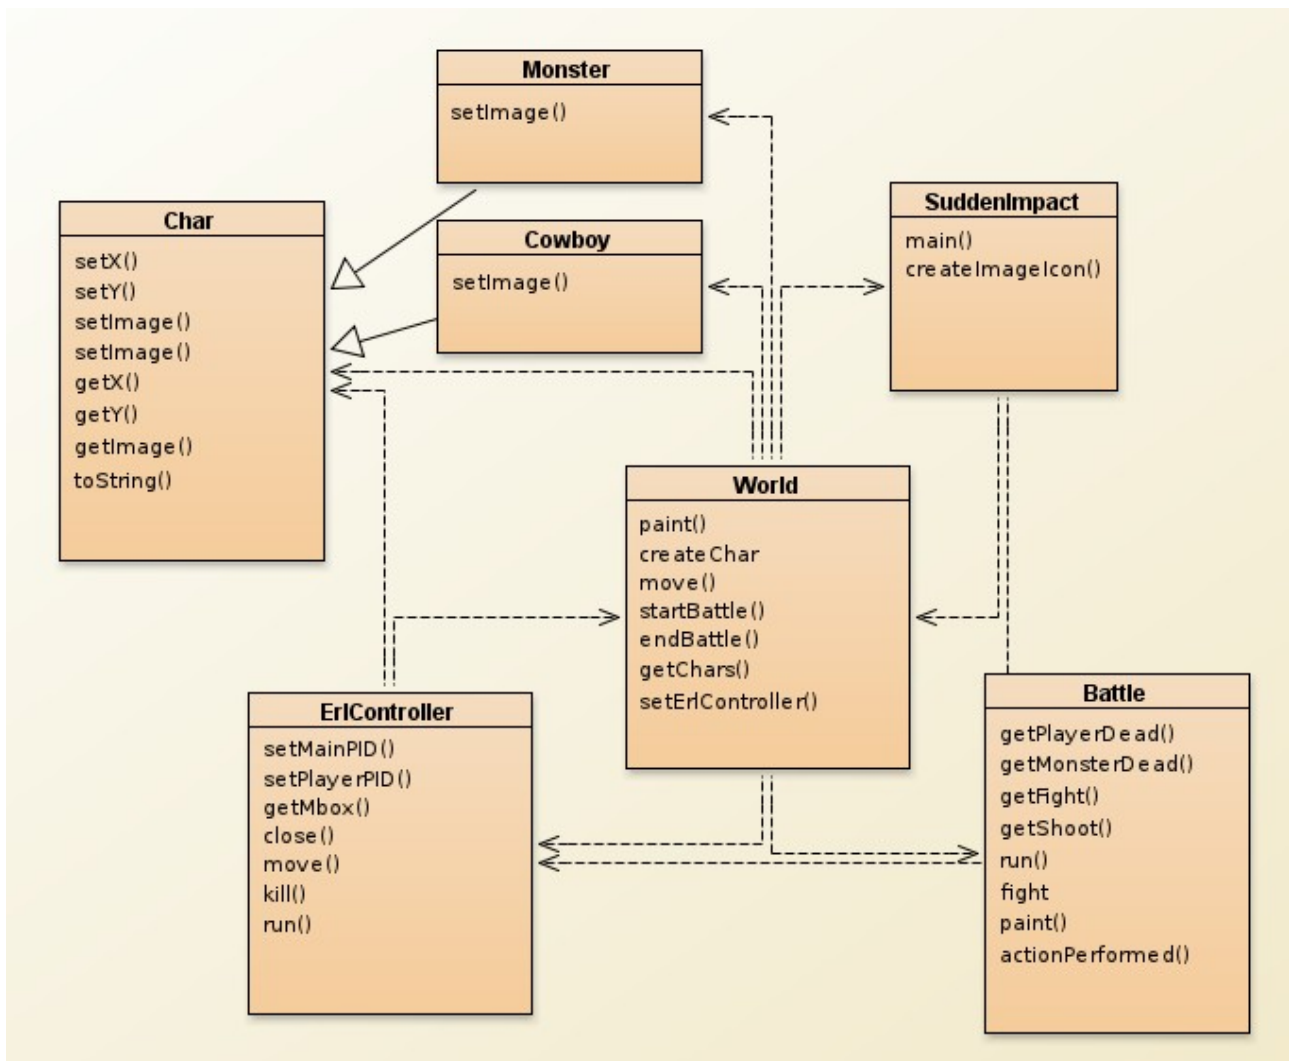 Monster
setImage()
Char
setX()
setY()
setImage()
setImage()
getX()
getY()
getImage()
toString()
Cowboy
setImage()
SuddenImpact
main()
createImageIcon()
World
paint()
createChar
move()
startBattle()
endBattle()
getChars()
setErlController()
ErlController
setMainPID()
setPlayerPID()
getMbox()
close()
move()
kill()
run()
Battle
getPlayerDead()
getMonsterDead()
getFight()
getShoot()
run()
fight
paint()
actionPerformed()